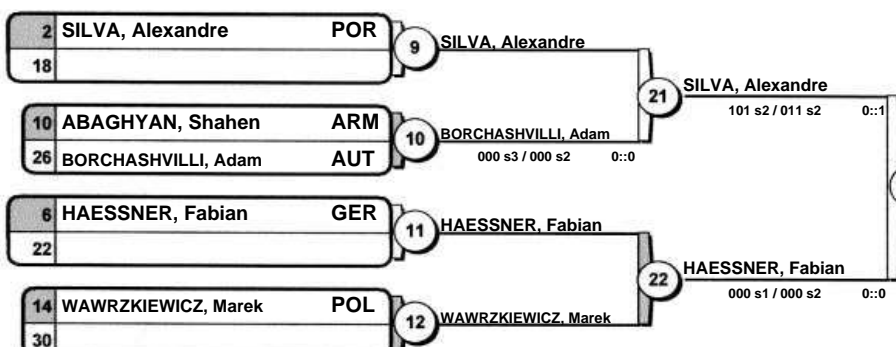 2 SILVA, Alexandre POR
18
9 SILVA, Alexandre
10 ABAGHYAN, Shahen ARM
26 BORCHASHVILLI, Adam AUT
10 BORCHASHVILLI, Adam
000 s3 / 000 s2 0::0
21 SILVA, Alexandre
101 s2 / 011 s2 0::1
6 HAESSNER, Fabian GER
22
11 HAESSNER, Fabian
14 WAWRZKIEWICZ, Marek POL
30
12 WAWRZKIEWICZ, Marek
22 HAESSNER, Fabian
000 s1 / 000 s2 0::0